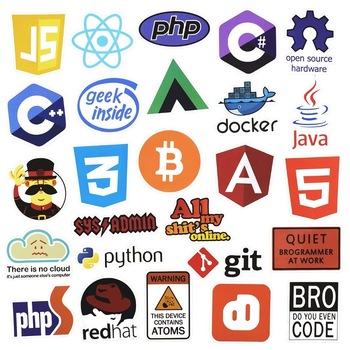 JS
php
C#
open source
hardware
C++
geek
inside
docker
Java
3
B
A
5
SYS/ADMIN
All
my
shit's
online.
There is no cloud
it's just someone else's computer
python
git
QUIET
BROGRAMMER
AT WORK
phpS
redhat
WARNING
THIS DEVICE
CONTAINS
ATOMS
BRO
DO YOU EVEN
CODE?